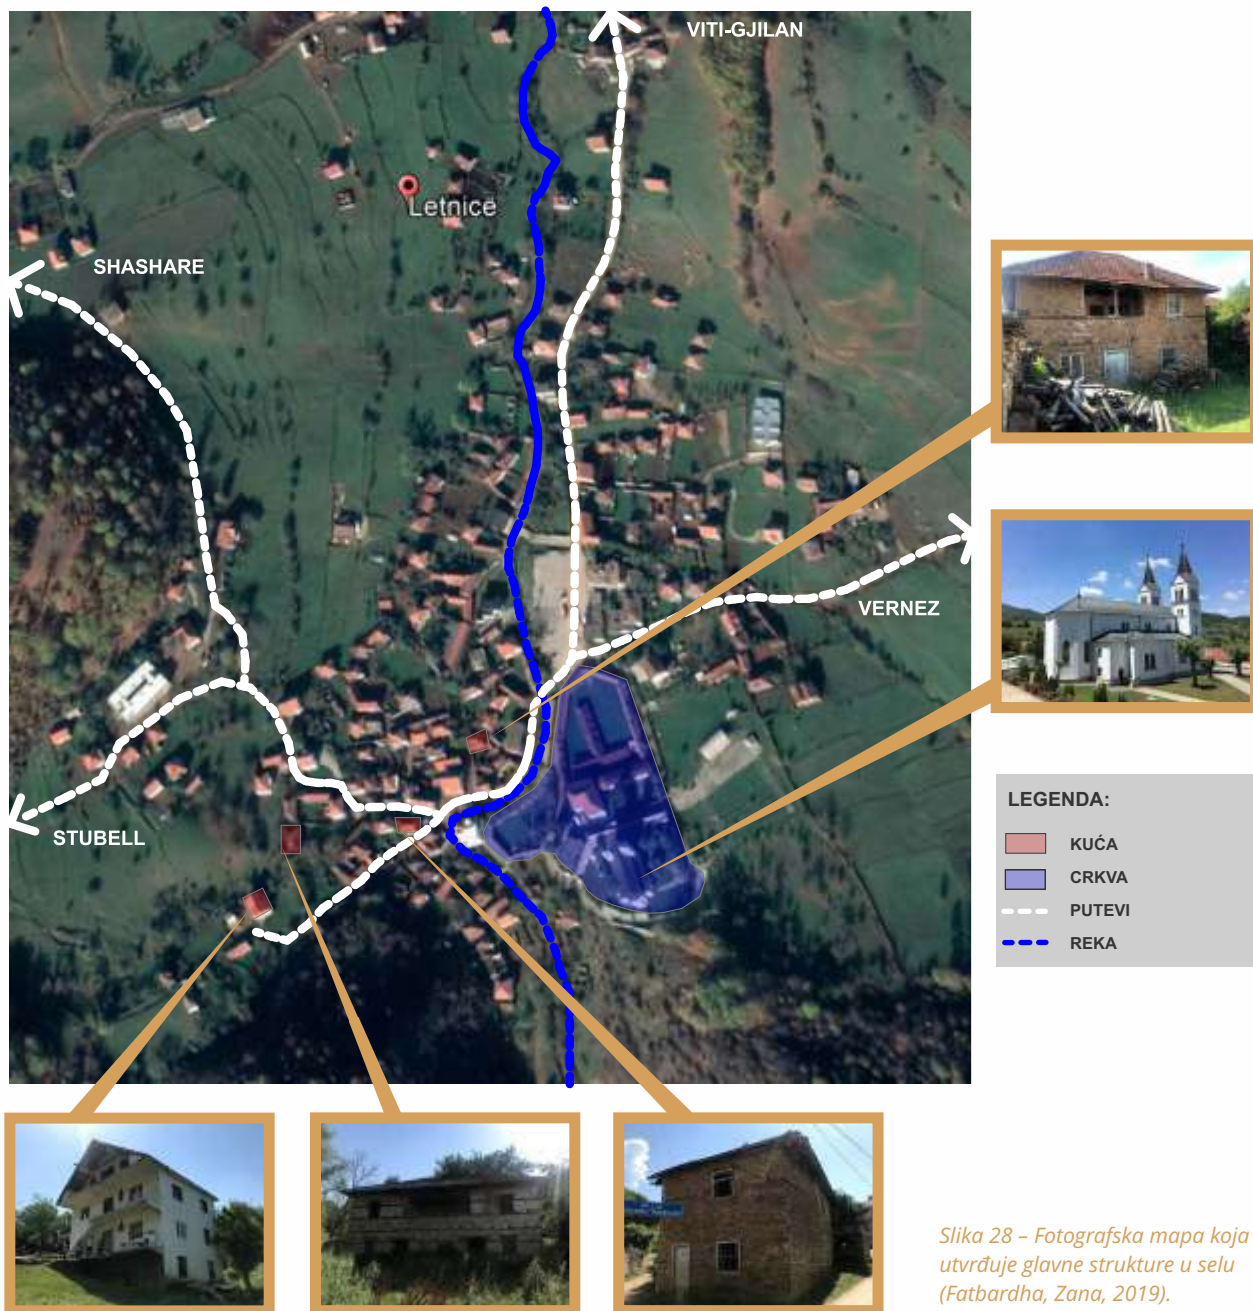 VITI-GJILAN
Letnice
SHASHARE
VERNEZ
STUBELL
LEGENDA:
KUĆA
CRKVA
PUTEVI
REKA
Slika 28 – Fotografska mapa koja
utvrđuje glavne strukture u selu
(Fatbardha, Zana, 2019).